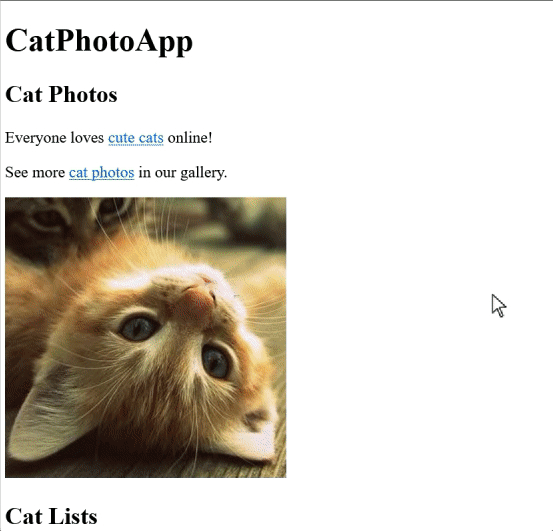 CatPhotoApp
Cat Photos
Everyone loves cute cats online!
See more cat photos in our gallery.
Cat Lists